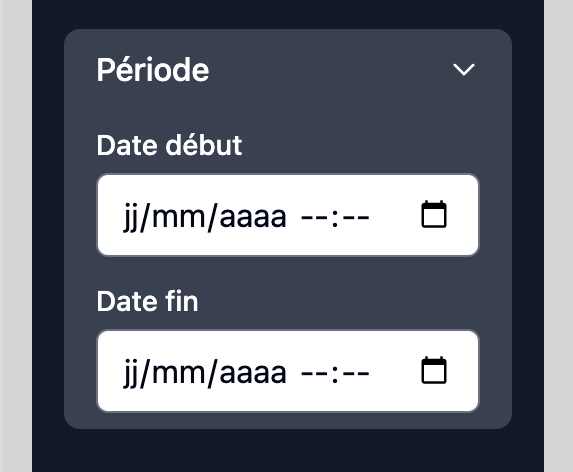 Période
Date début
jj/mm/aaaa --:--
Date fin
jj/mm/aaaa --:--